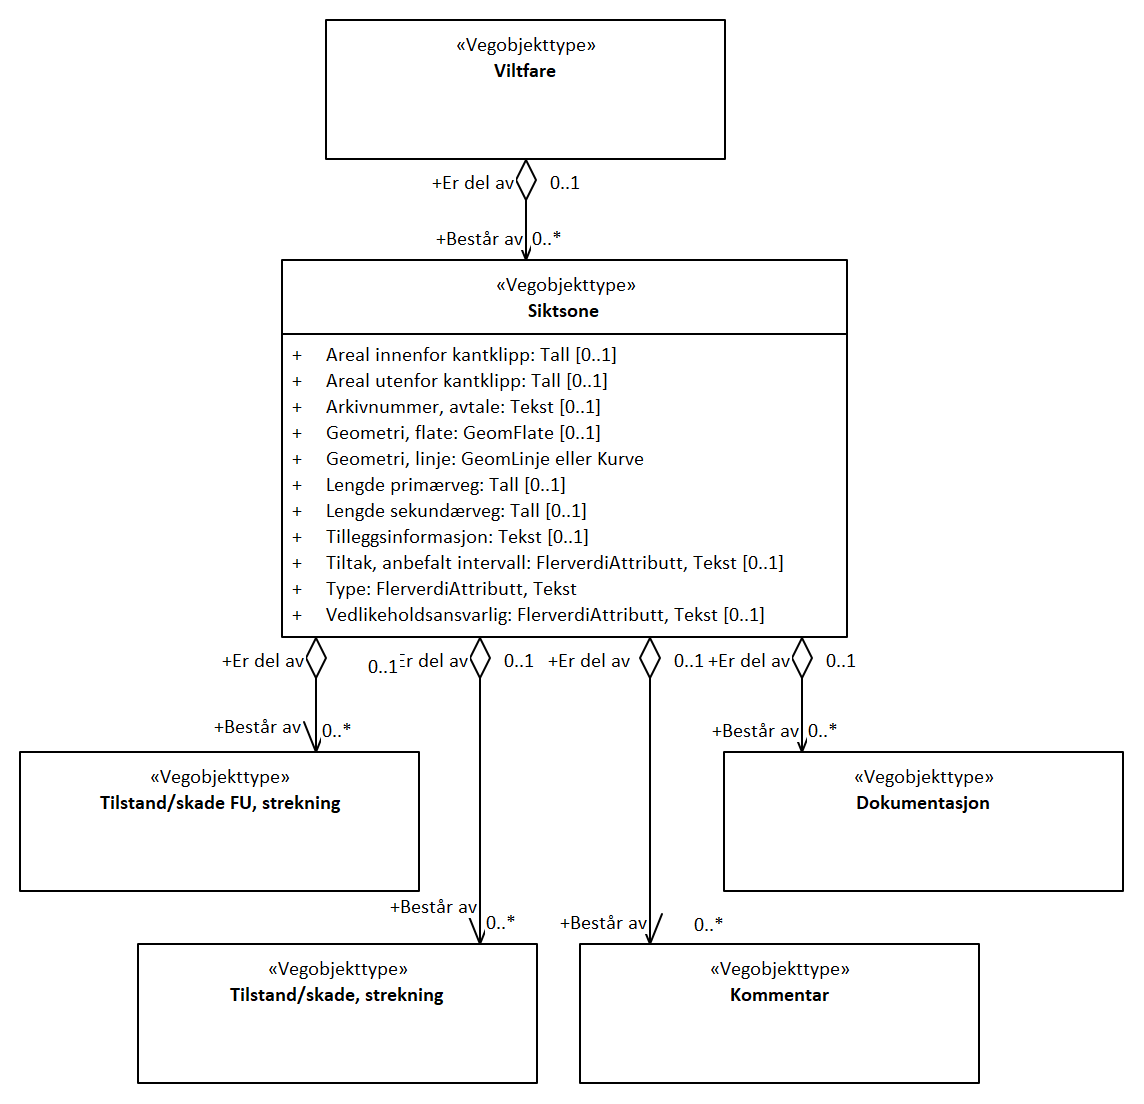 «Vegobjekttype»
Viltfare
+Er del av
0..1
+Består av
0..*
«Vegobjekttype»
Siktsone
+ Areal innenfor kantklipp: Tall [0..1]
+ Areal utenfor kantklipp: Tall [0..1]
+ Arkivnummer, avtale: Tekst [0..1]
+ Geometri, flate: GeomFlate [0..1]
+ Geometri, linje: GeomLinje eller Kurve
+ Lengde primærveg: Tall [0..1]
+ Lengde sekundærveg: Tall [0..1]
+ Tilleggsinformasjon: Tekst [0..1]
+ Tiltak, anbefalt intervall: FlerverdiAttributt, Tekst [0..1]
+ Type: FlerverdiAttributt, Tekst
+ Vedlikeholdsansvarlig: FlerverdiAttributt, Tekst [0..1]
+Er del av
0..1
Er del av
0..1
+Er del av
0..1
+Er del av
0..1
+Består av
0..*
+Består av
0..*
«Vegobjekttype»
Tilstand/skade FU, strekning
«Vegobjekttype»
Dokumentasjon
+Består av
0..*
+Består av
0..*
«Vegobjekttype»
Tilstand/skade, strekning
«Vegobjekttype»
Kommentar